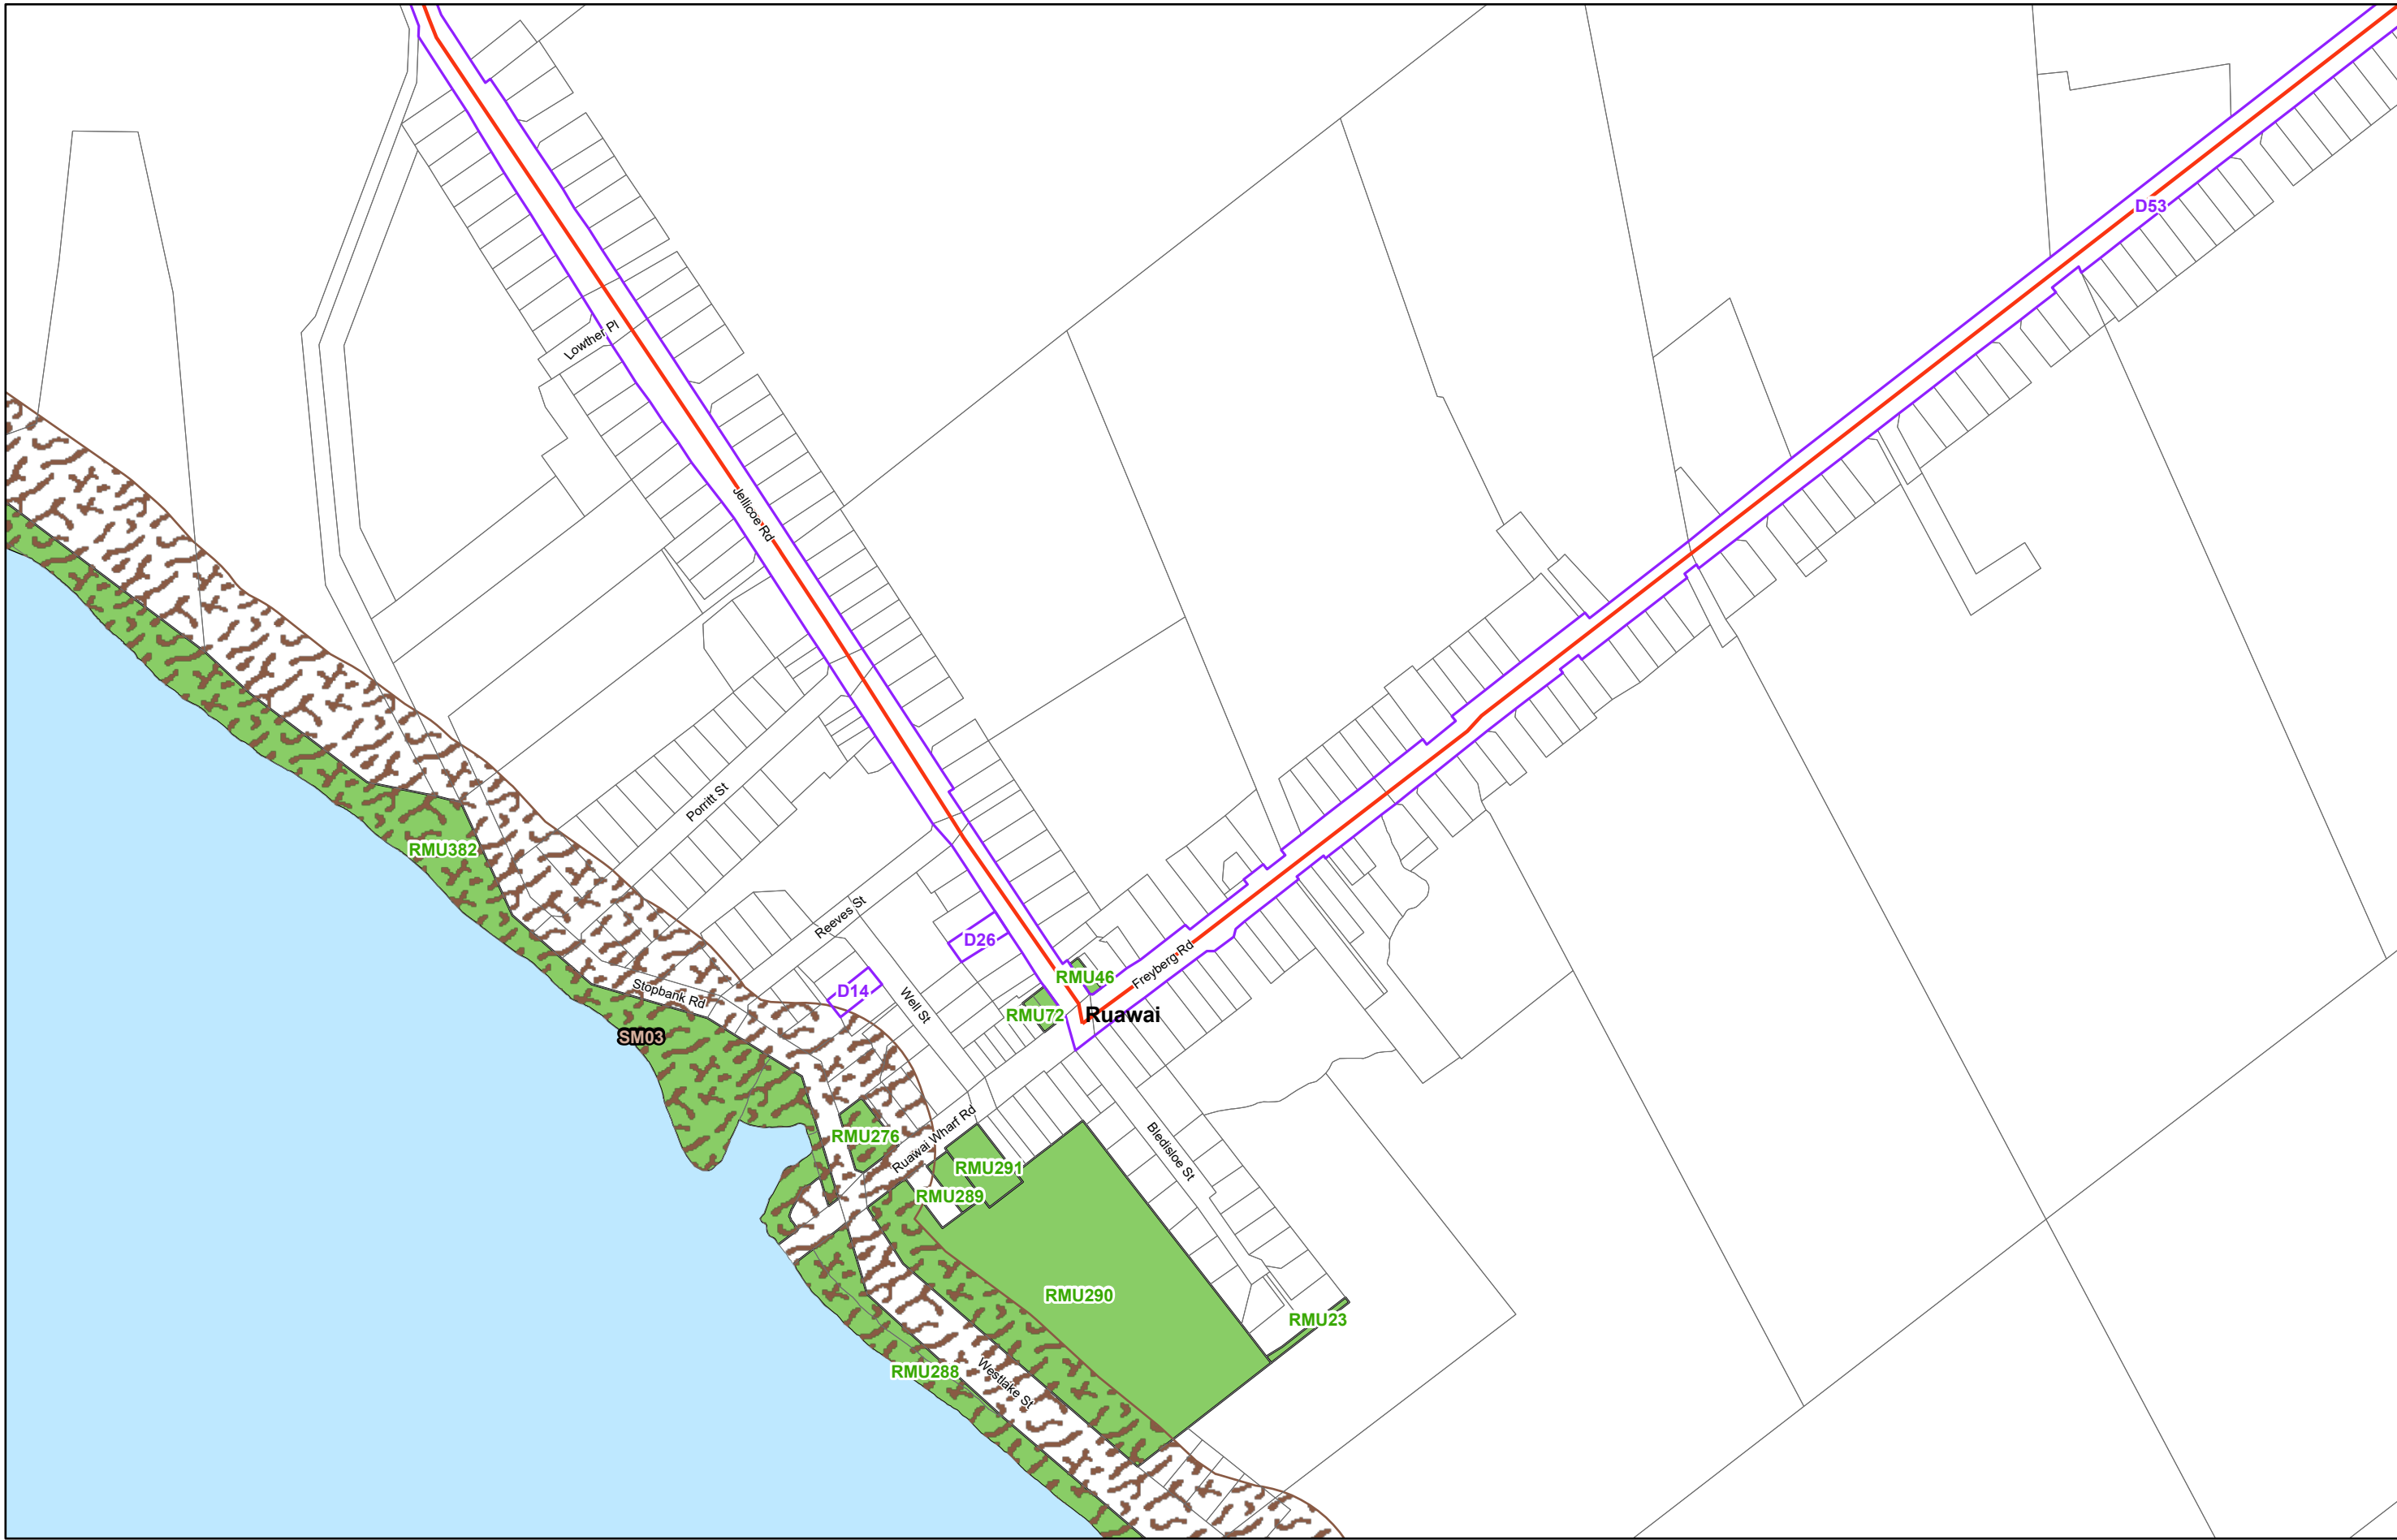 D53
Lowther Pl
Jellicoe Rd
Porritt St
RMU382
Reeves St
D26
Freyberg Rd
RMU46
D14
Stopbank Rd
Well St
RMU72
Ruawai
SM03
RMU276
Ruawai Wharf Rd
Bledisloe St
RMU291
RMU289
RMU290
RMU23
RMU288
Westlake St